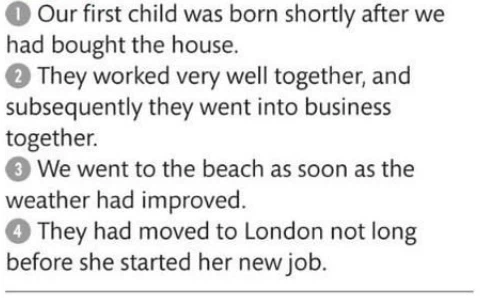 1 Our first child was born shortly after we
had bought the house.
2 They worked very well together, and
subsequently they went into business
together.
3 We went to the beach as soon as the
weather had improved.
4 They had moved to London not long
before she started her new job.